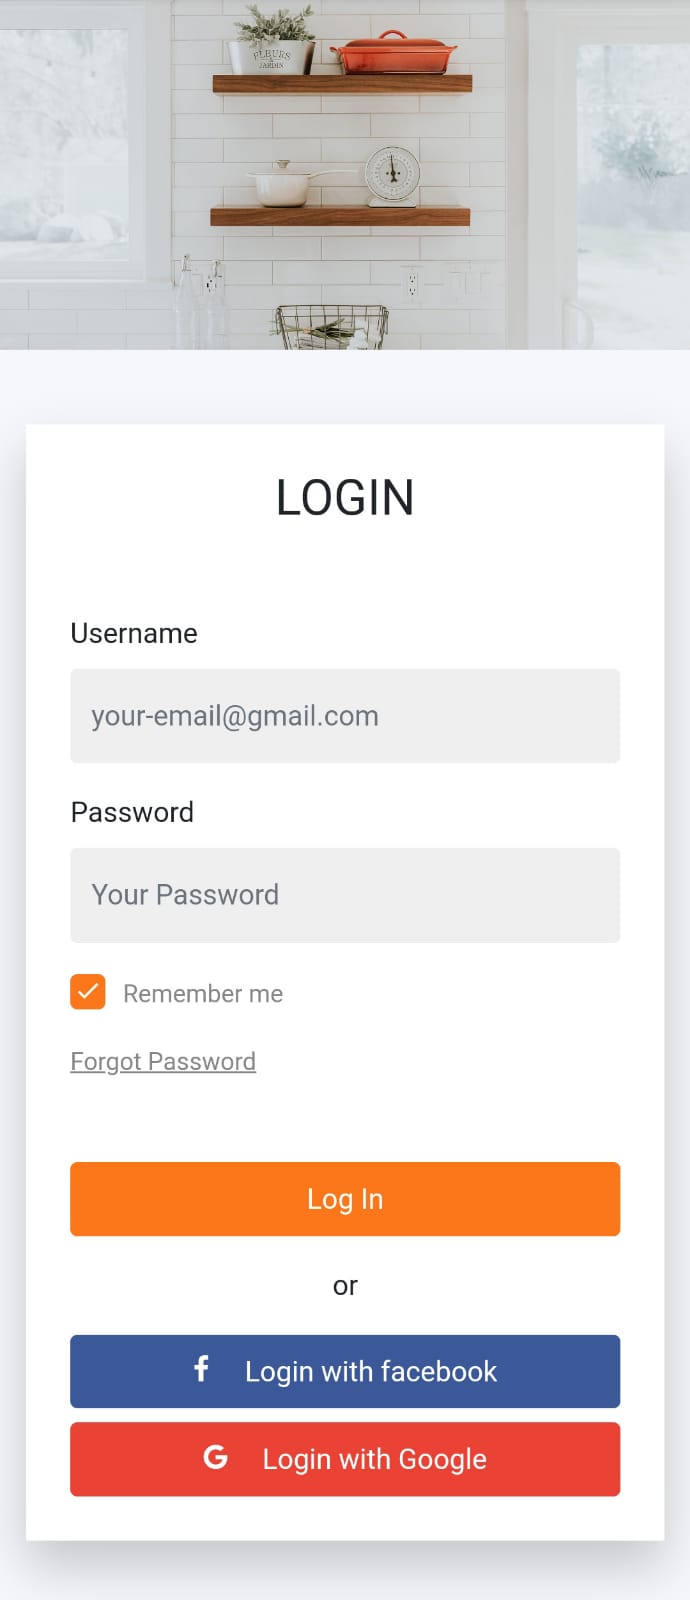 FLEURS
&
JARDIN
LOGIN
Username
your-email@gmail.com
Password
Your Password
Remember me
Forgot Password
Log In
or
f Login with facebook
G Login with Google